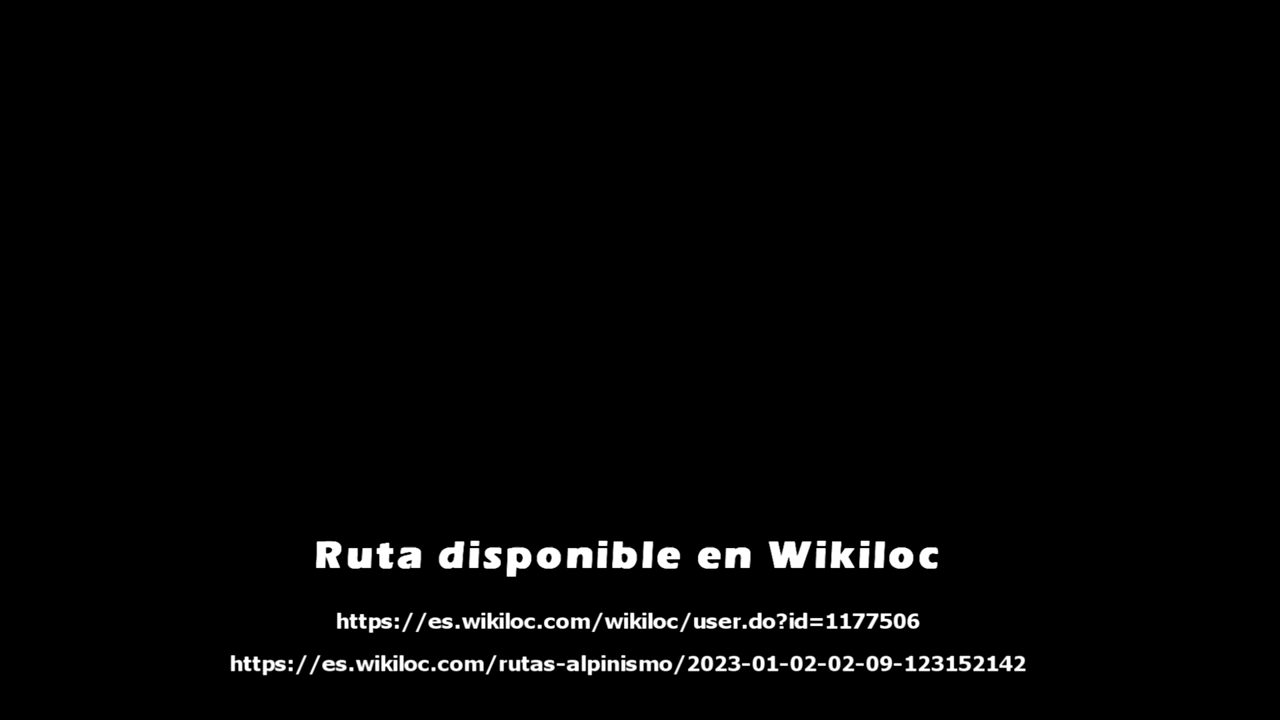 Ruta disponible en Wikiloc
https://es.wikiloc.com/wikiloc/user.do?id=1177506
https://es.wikiloc.com/rutas-alpinismo/2023-01-02-02-09-123152142